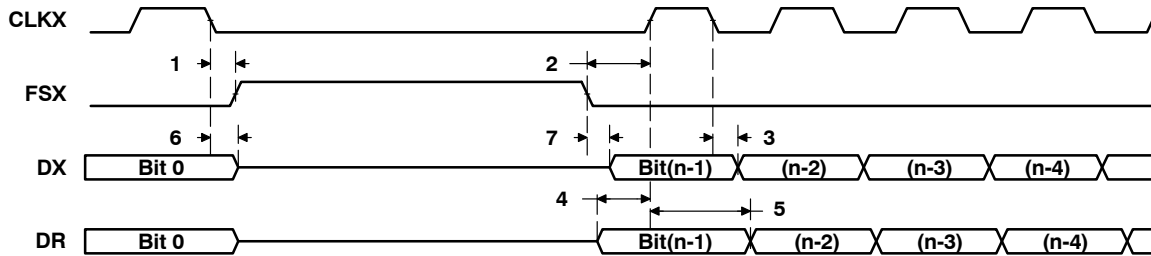 CLKX
1 2
FSX
6 7 3
DX Bit 0 Bit(n-1) (n-2) (n-3) (n-4)
4 5
DR Bit 0 Bit(n-1) (n-2) (n-3) (n-4)